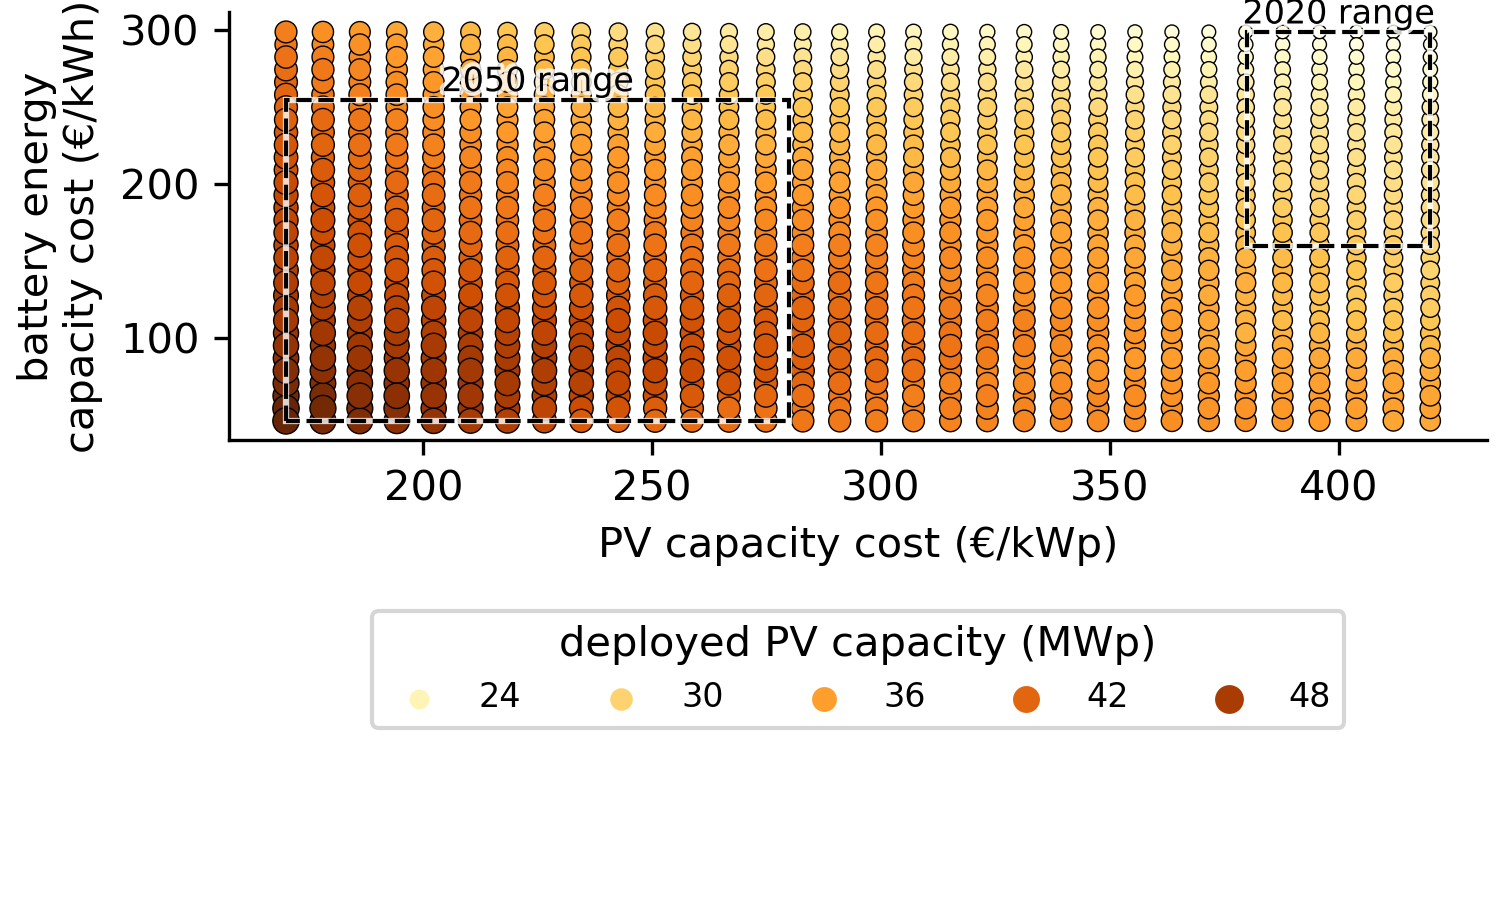 battery energy
capacity cost (€/kWh)
300
200
100
2050 range
2020 range
200
250
300
350
400
PV capacity cost (€/kWp)
deployed PV capacity (MWp)
24
30
36
42
48